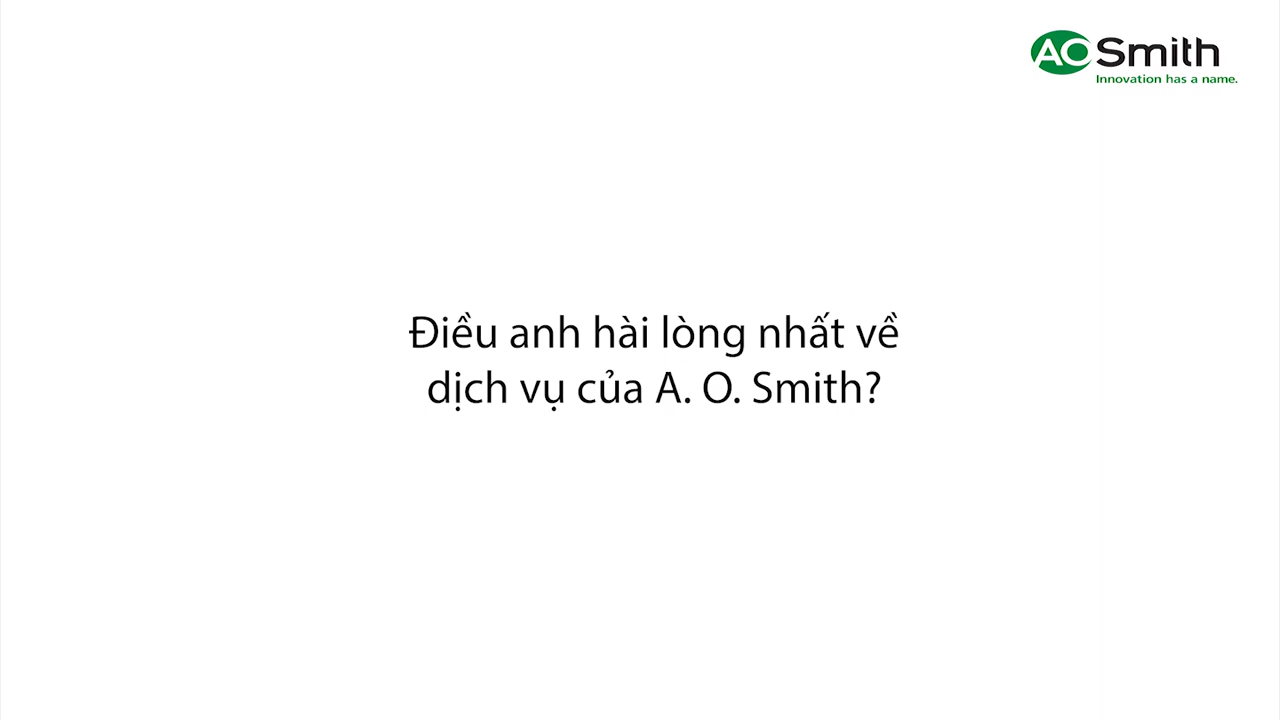 AO Smith
Innovation has a name.
Điều anh hài lòng nhất về
dịch vụ của A. O. Smith?